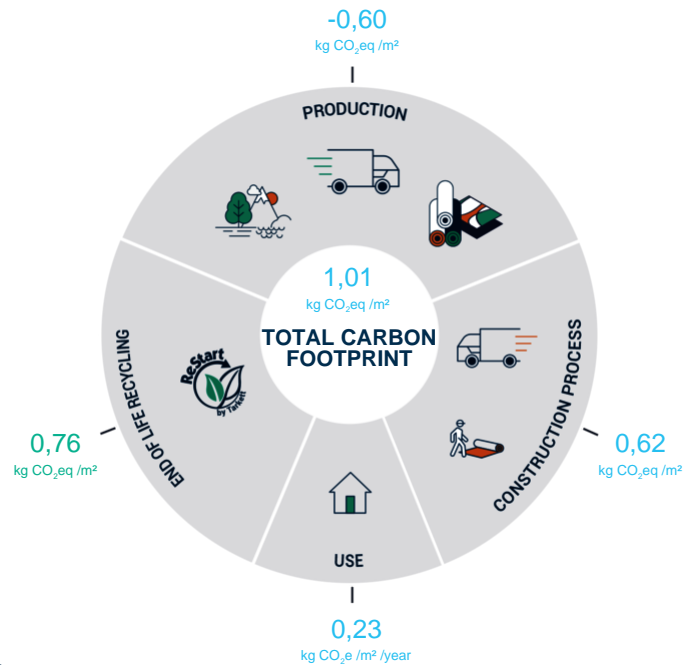 -0,60
kg CO₂eq /m²
PRODUCTION
1,01
kg CO₂eq /m²
TOTAL CARBON
FOOTPRINT
CONSTRUCTION PROCESS
0,62
kg CO₂eq /m²
END OF LIFE RECYCLING
ReStart
by Tarkett
0,76
kg CO₂eq /m²
USE
0,23
kg CO₂e /m² /year